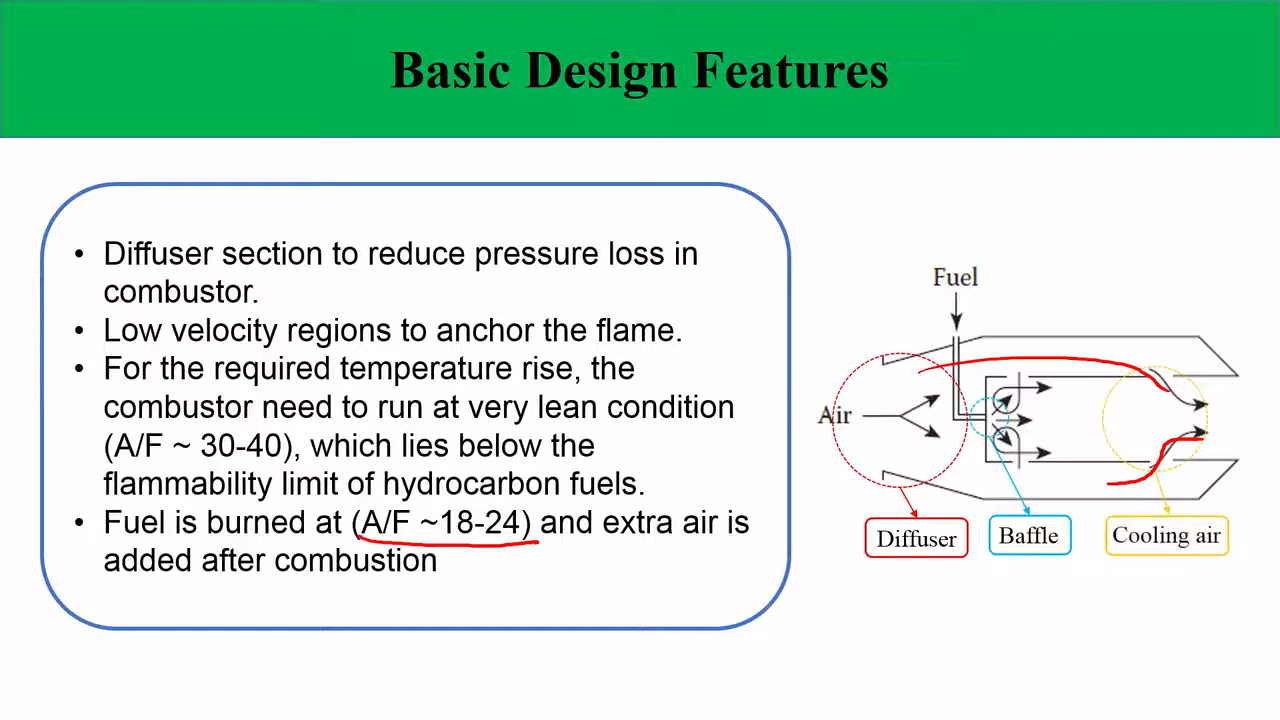 Basic Design Features
• Diffuser section to reduce pressure loss in
combustor.
• Low velocity regions to anchor the flame.
• For the required temperature rise, the
combustor need to run at very lean condition
(A/F ~ 30-40), which lies below the
flammability limit of hydrocarbon fuels.
• Fuel is burned at (A/F ~18-24) and extra air is
added after combustion
Fuel
Air
Diffuser
Baffle
Cooling air